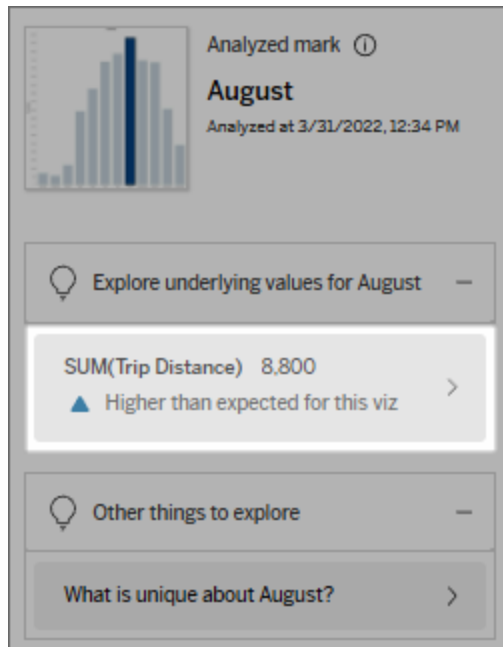 Analyzed mark
August
Analyzed at 3/31/2022, 12:34 PM
Explore underlying values for August
SUM(Trip Distance) 8,800
Higher than expected for this viz
Other things to explore
What is unique about August?